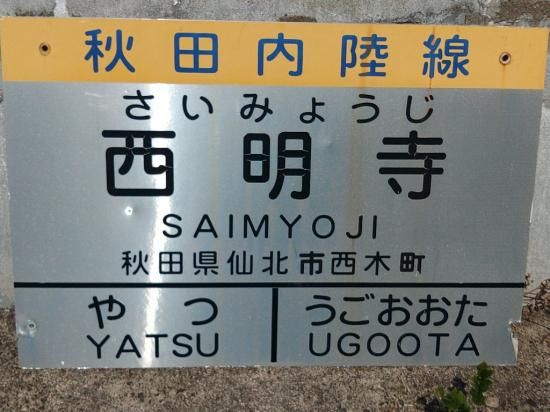 秋田内陸線
さいみょうじ
西明寺
SAIMYOJI
秋田県仙北市西木町
やつ
YATSU
うごおおた
UGOOTA